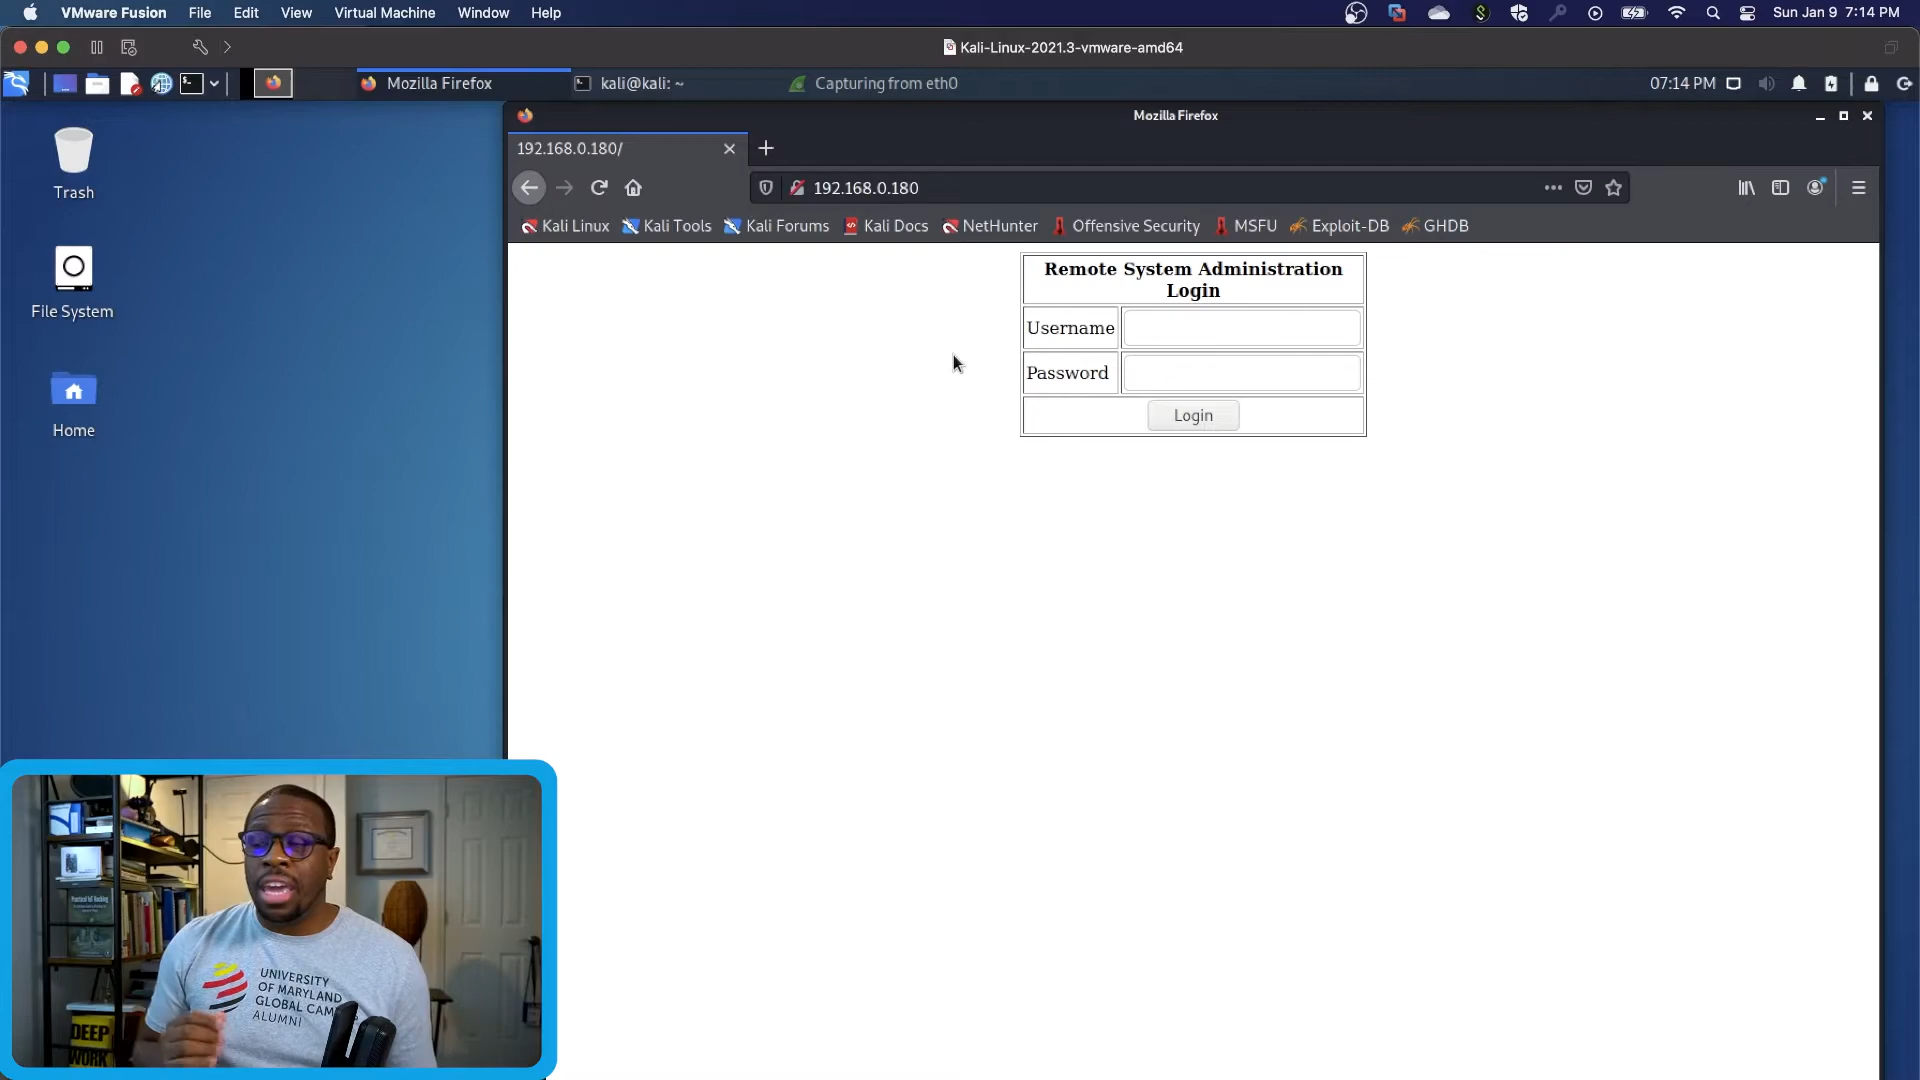 VMware Fusion File Edit View Virtual Machine Window Help Sun Jan 9 7:14 PM
Kali-Linux-2021.3-vmware-amd64
Mozilla Firefox kali@kali: ~ Capturing from eth0 07:14 PM
Mozilla Firefox
192.168.0.180/
192.168.0.180
Kali Linux Kali Tools Kali Forums Kali Docs NetHunter Offensive Security MSFU Exploit-DB GHDB
Trash
File System
Home
Remote System Administration
Login
Username
Password
Login
Practical IoT Hacking
UNIVERSITY
OF MARYLAND
GLOBAL CAM
ALUMNI
DEEP
WORK